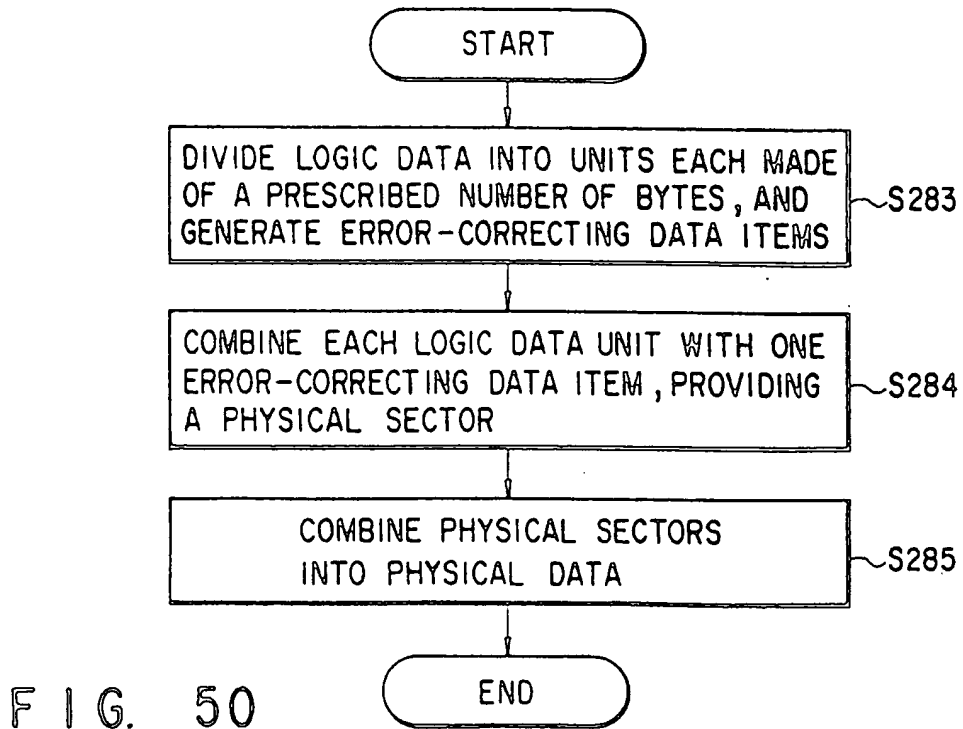 START
DIVIDE LOGIC DATA INTO UNITS EACH MADE
OF A PRESCRIBED NUMBER OF BYTES, AND
GENERATE ERROR-CORRECTING DATA ITEMS
S283
COMBINE EACH LOGIC DATA UNIT WITH ONE
ERROR-CORRECTING DATA ITEM, PROVIDING
A PHYSICAL SECTOR
S284
COMBINE PHYSICAL SECTORS
INTO PHYSICAL DATA
S285
END
FIG. 50